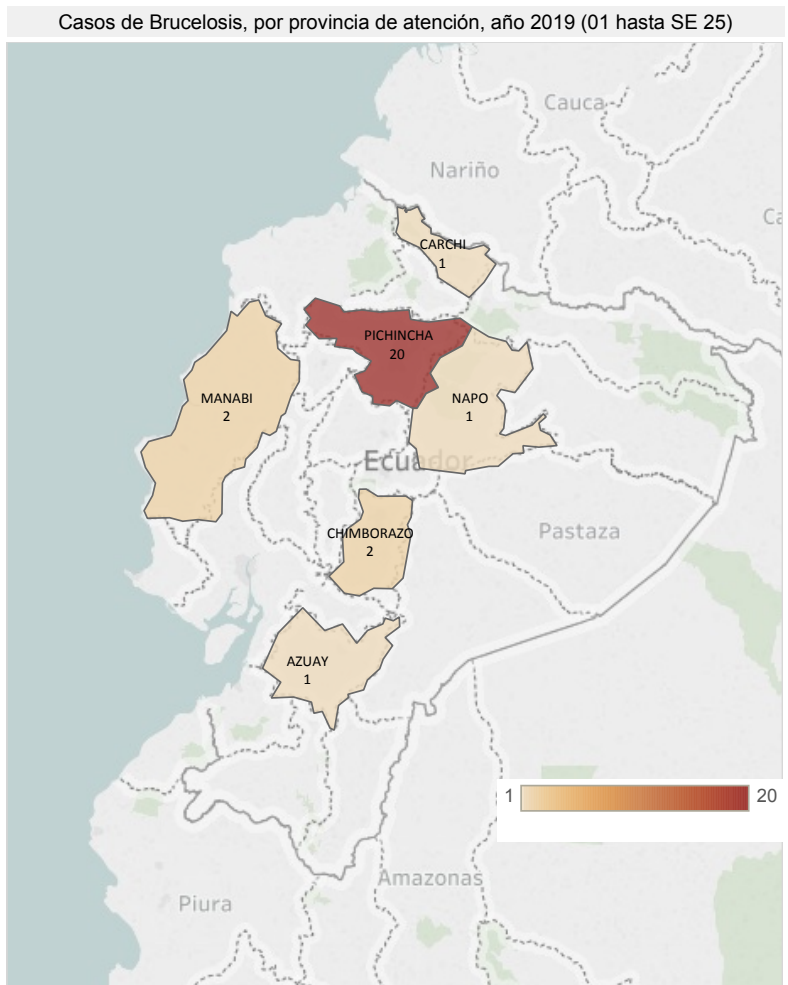 Casos de Brucelosis, por provincia de atención, año 2019 (01 hasta SE 25)
Cauca
Nariño
Ca
CARCHI
1
PICHINCHA
20
MANABI
2
NAPO
1
Ecuador
CHIMBORAZO
2
Pastaza
AZUAY
1
1
20
Amazonas
Piura